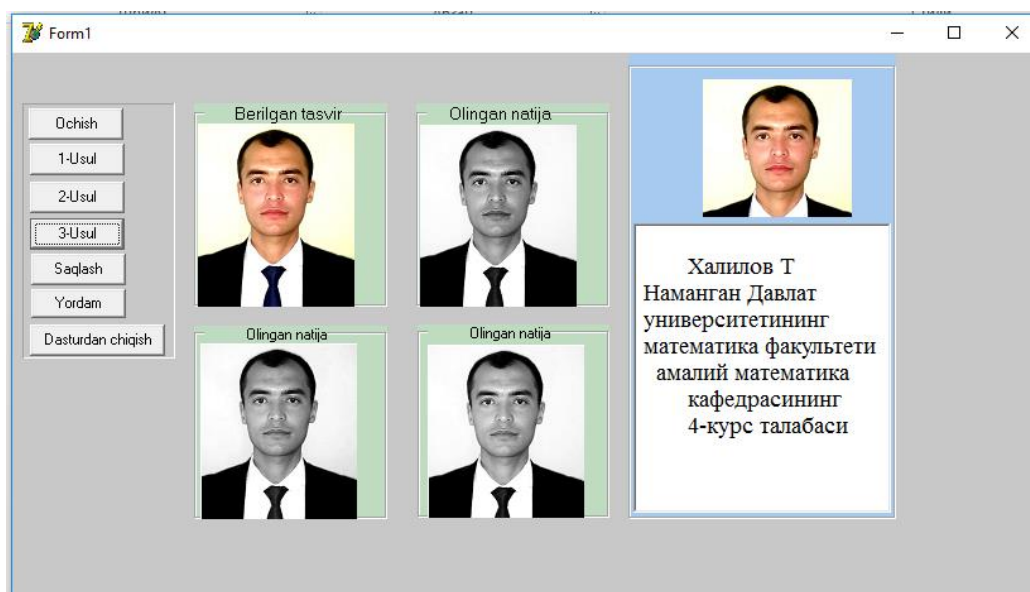 Form1
Ochish
1-Usul
2-Usul
3-Usul
Saqlash
Yordam
Dasturdan chiqish
Berilgan tasvir
Olingan natija
Olingan natija
Olingan natija
Халилов Т
Наманган Давлат
университетининг
математика факультети
амалий математика
кафедрасининг
4-курс талабаси